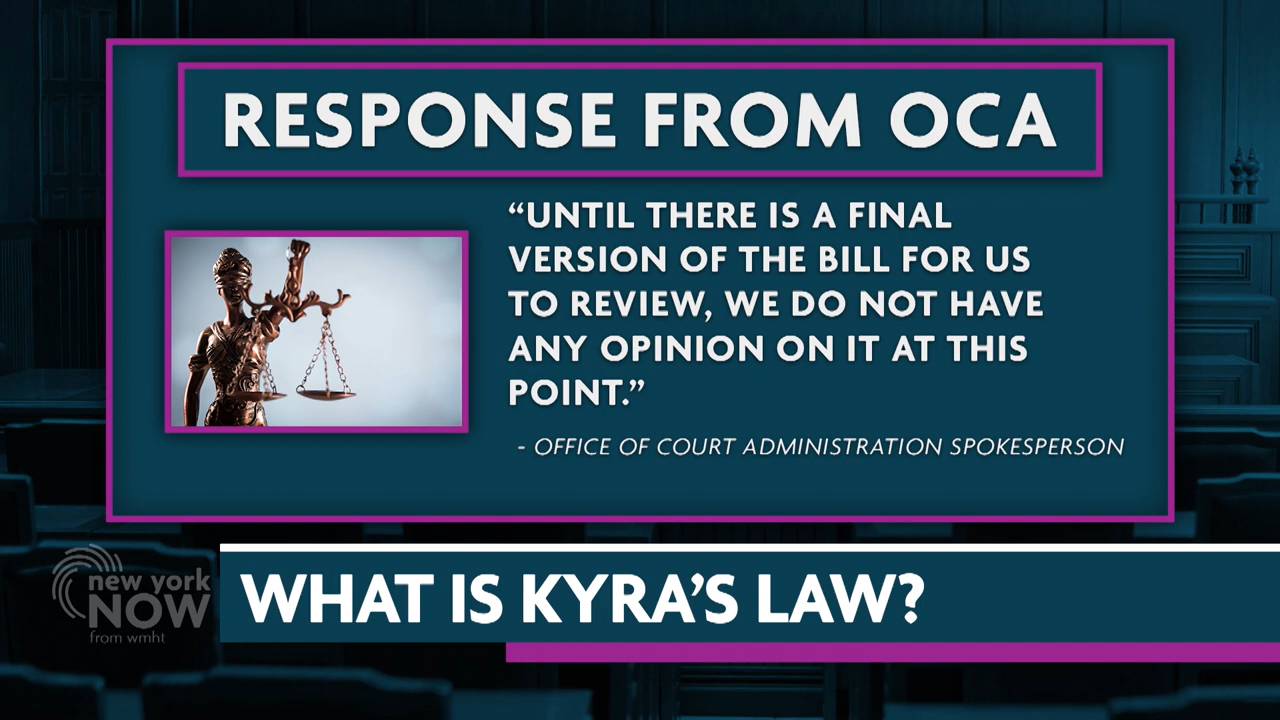 RESPONSE FROM OCA
“UNTIL THERE IS A FINAL
VERSION OF THE BILL FOR US
TO REVIEW, WE DO NOT HAVE
ANY OPINION ON IT AT THIS
POINT.”
- OFFICE OF COURT ADMINISTRATION SPOKESPERSON
new york
NOW
from wmht
WHAT IS KYRA’S LAW?